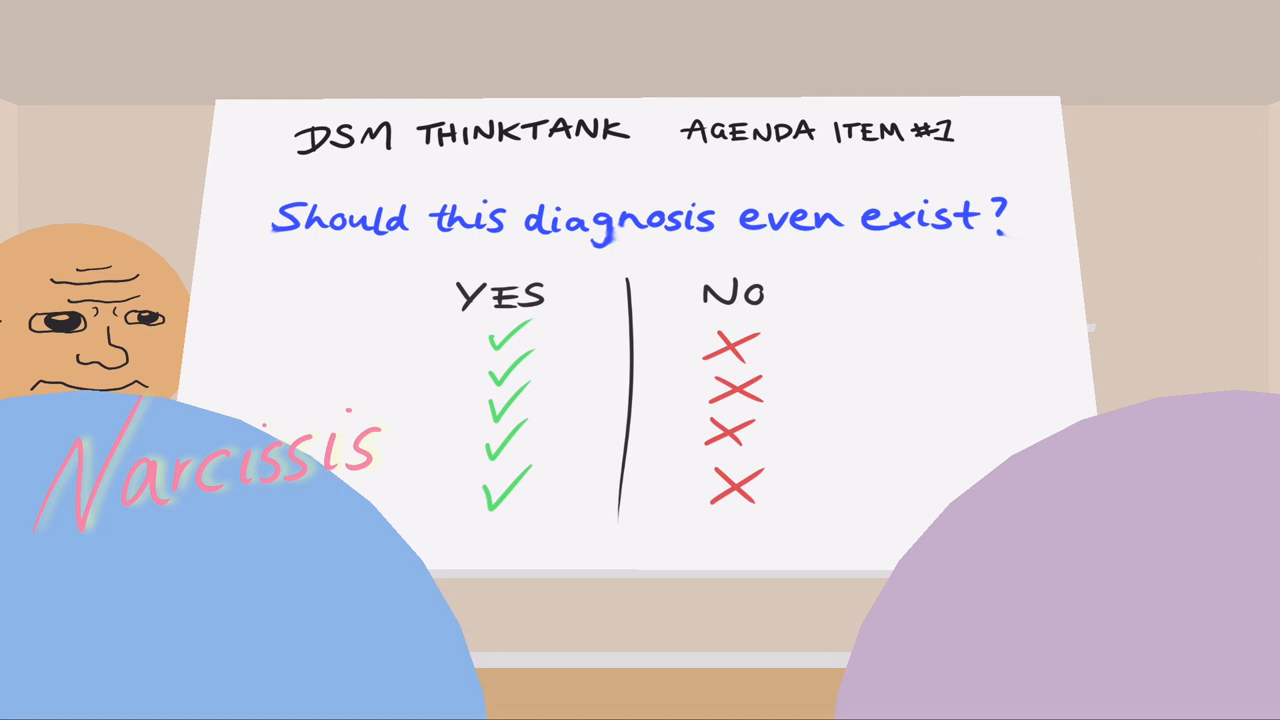 DSM THINKTANK AGENDA ITEM #1
Should this diagnosis even exist?
YES NO
Narcissis